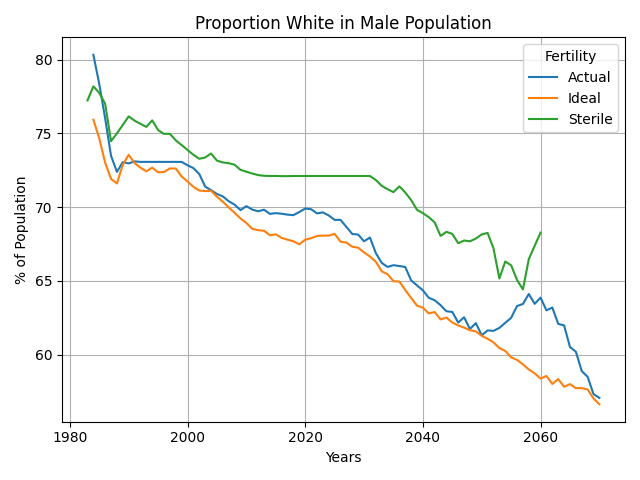 Proportion White in Male Population
% of Population
80
75
70
65
60
Fertility
Actual
Ideal
Sterile
1980
2000
2020
2040
2060
Years